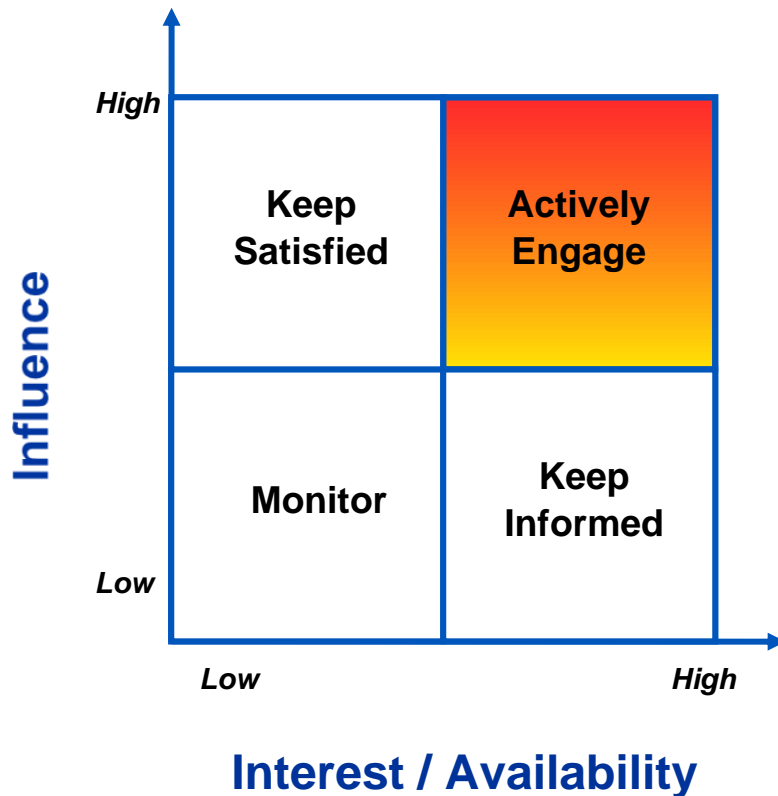 High
Keep
Satisfied
Actively
Engage
Influence
Monitor
Keep
Informed
Low
Low
High
Interest / Availability